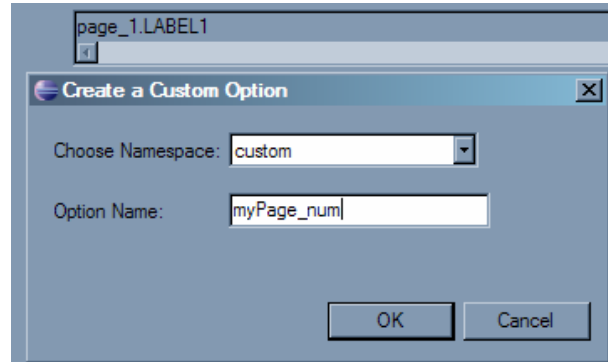 page_1.LABEL1
Create a Custom Option
Choose Namespace: custom
Option Name: myPage_num
OK Cancel